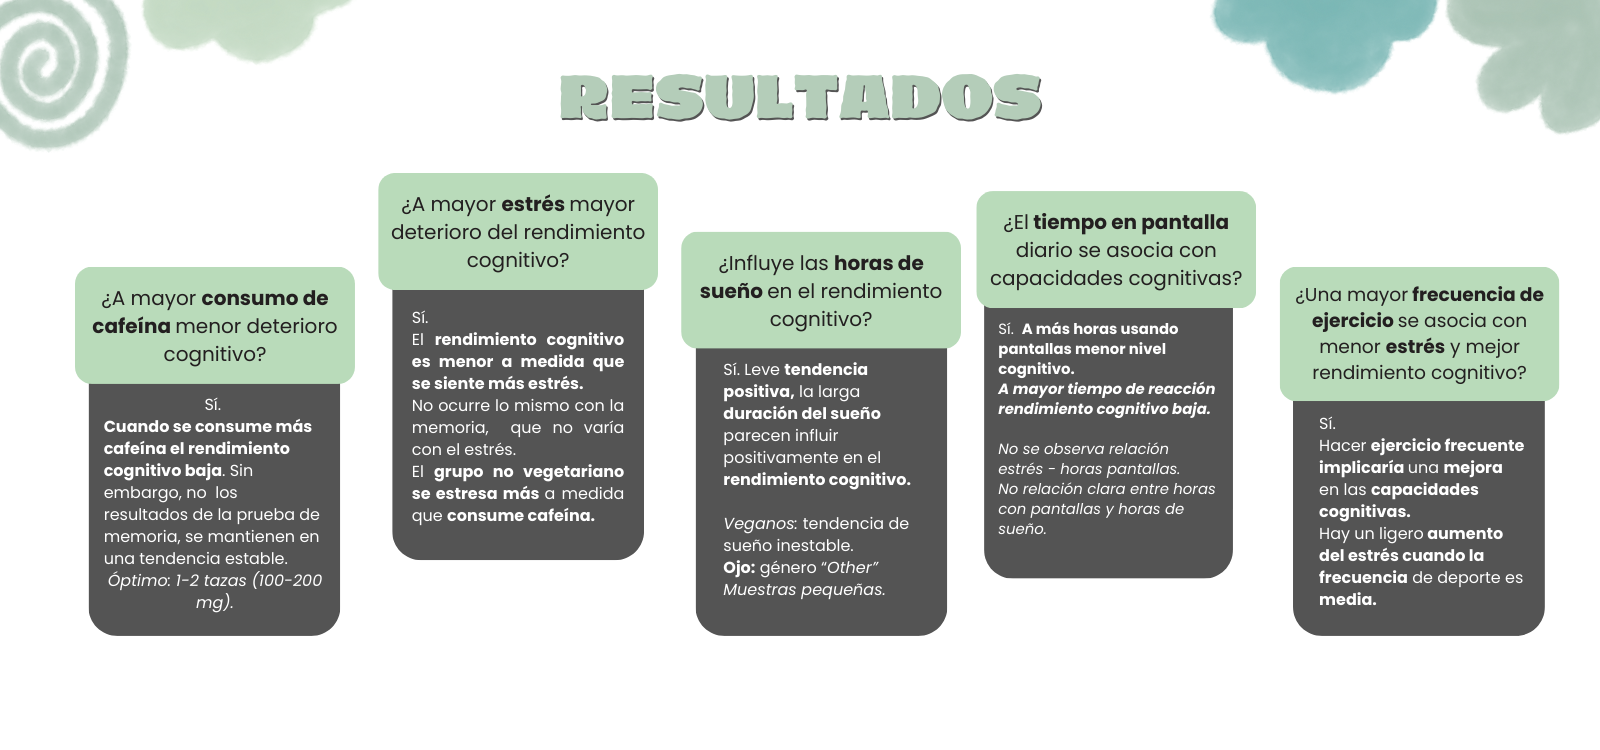 RESULTADOS
¿A mayor consumo de
cafeína menor deterioro
cognitivo?
Sí.
Cuando se consume más
cafeína el rendimiento
cognitivo baja. Sin
embargo, no los
resultados de la prueba de
memoria, se mantienen en
una tendencia estable.
Óptimo: 1-2 tazas (100-200
mg).
¿A mayor estrés mayor
deterioro del rendimiento
cognitivo?
Sí.
El rendimiento cognitivo
es menor a medida que
se siente más estrés.
No ocurre lo mismo con la
memoria, que no varía
con el estrés.
El grupo no vegetariano
se estresa más a medida
que consume cafeína.
¿Influye las horas de
sueño en el rendimiento
cognitivo?
Sí. Leve tendencia
positiva, la larga
duración del sueño
parecen influir
positivamente en el
rendimiento cognitivo.
Veganos: tendencia de
sueño inestable.
Ojo: género “Other”
Muestras pequeñas.
¿El tiempo en pantalla
diario se asocia con
capacidades cognitivas?
Sí. A más horas usando
pantallas menor nivel
cognitivo.
A mayor tiempo de reacción
rendimiento cognitivo baja.
No se observa relación
estrés - horas pantallas.
No relación clara entre horas
con pantallas y horas de
sueño.
¿Una mayor frecuencia de
ejercicio se asocia con
menor estrés y mejor
rendimiento cognitivo?
Sí.
Hacer ejercicio frecuente
implicaría una mejora
en las capacidades
cognitivas.
Hay un ligero aumento
del estrés cuando la
frecuencia de deporte es
media.